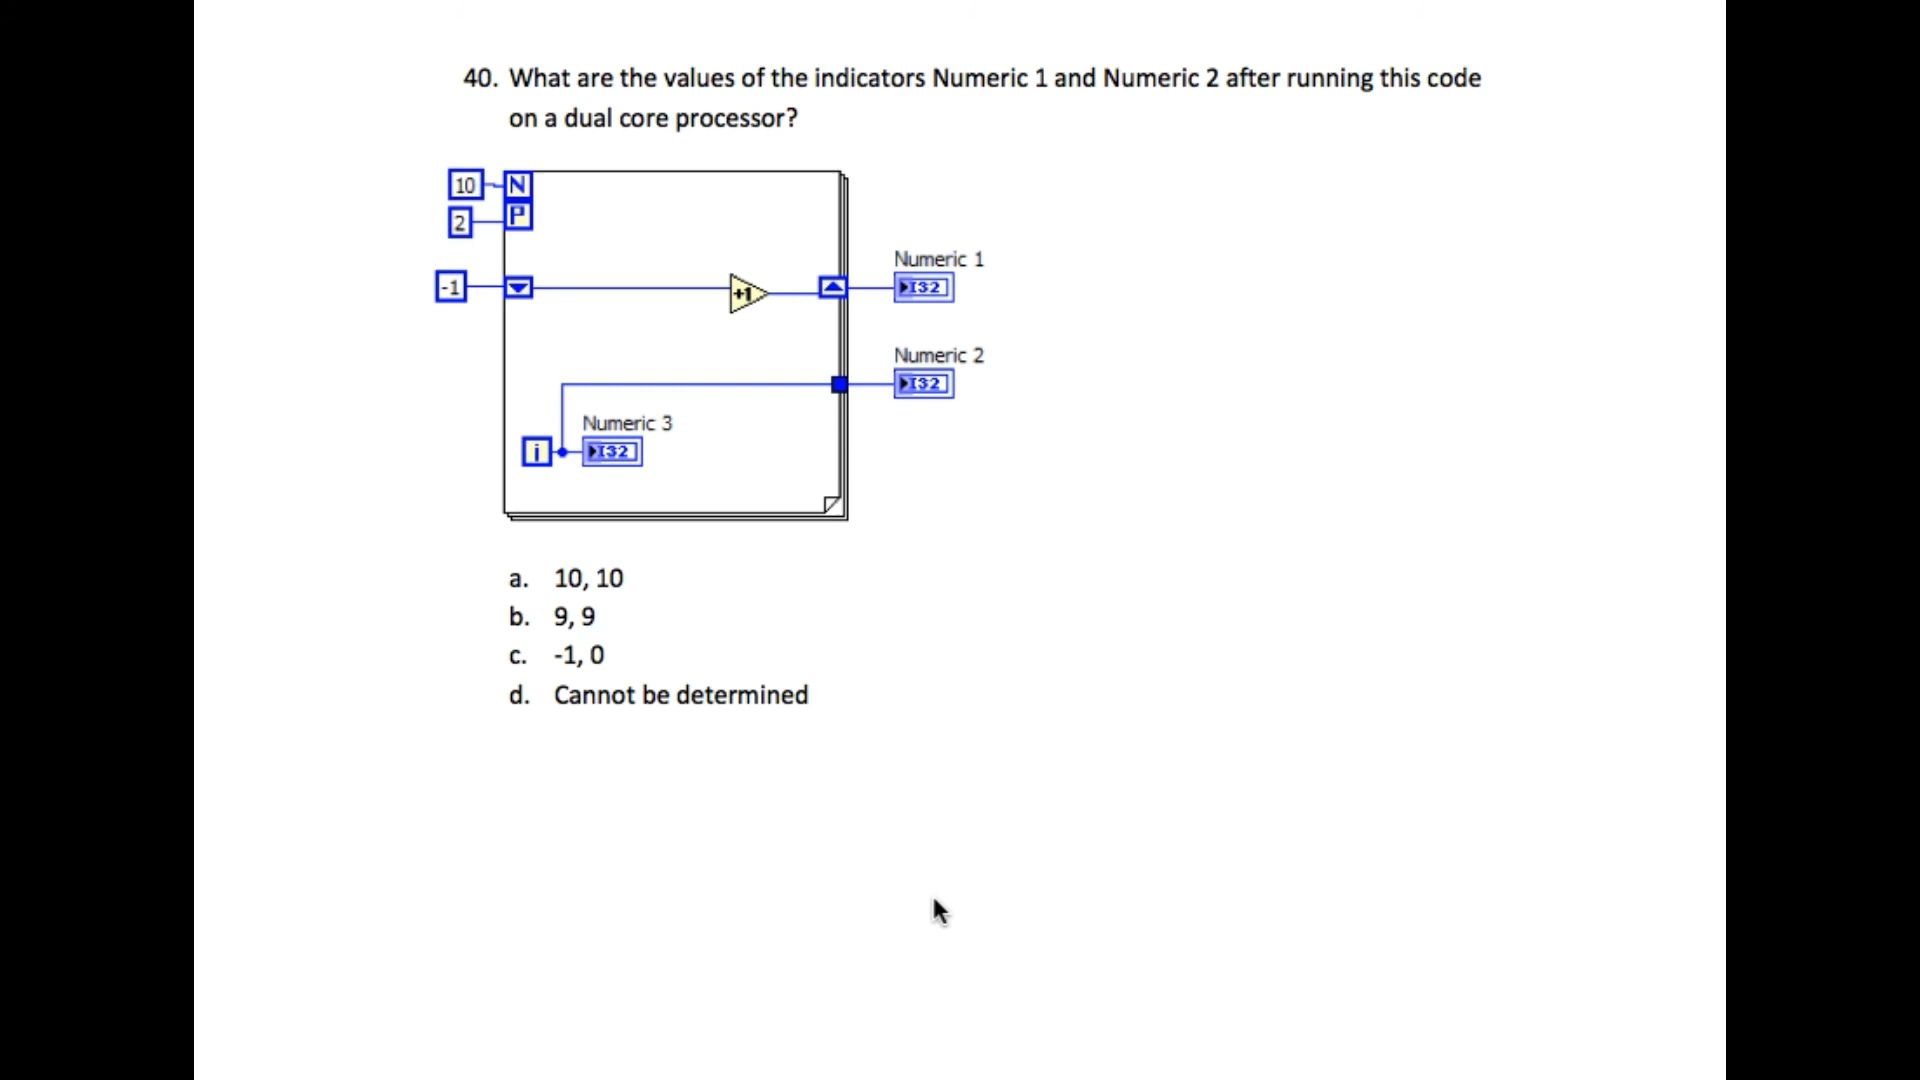 40. What are the values of the indicators Numeric 1 and Numeric 2 after running this code
on a dual core processor?
10 N
2 P
-1
+1
Numeric 1
I32
Numeric 2
I32
Numeric 3
i I32
a. 10, 10
b. 9, 9
c. -1, 0
d. Cannot be determined